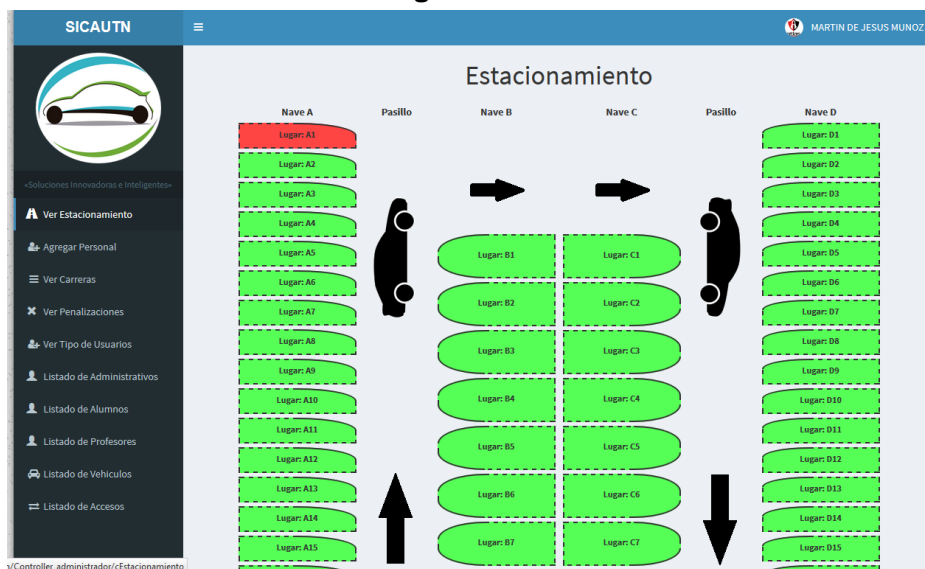 SICAUTN
MARTIN DE JESUS MUNOZ
«Soluciones Innovadoras e Inteligentes»
Ver Estacionamiento
Agregar Personal
Ver Carreras
Ver Penalizaciones
Ver Tipo de Usuarios
Listado de Administrativos
Listado de Alumnos
Listado de Profesores
Listado de Vehiculos
Listado de Accesos
Estacionamiento
Nave A Pasillo Nave B Nave C Pasillo Nave D
Lugar: A1
Lugar: A2
Lugar: A3
Lugar: A4
Lugar: A5
Lugar: A6
Lugar: A7
Lugar: A8
Lugar: A9
Lugar: A10
Lugar: A11
Lugar: A12
Lugar: A13
Lugar: A14
Lugar: A15
Lugar: B1
Lugar: B2
Lugar: B3
Lugar: B4
Lugar: B5
Lugar: B6
Lugar: B7
Lugar: C1
Lugar: C2
Lugar: C3
Lugar: C4
Lugar: C5
Lugar: C6
Lugar: C7
Lugar: D1
Lugar: D2
Lugar: D3
Lugar: D4
Lugar: D5
Lugar: D6
Lugar: D7
Lugar: D8
Lugar: D9
Lugar: D10
Lugar: D11
Lugar: D12
Lugar: D13
Lugar: D14
Lugar: D15
/Controller_administrador/cEstacionamiento